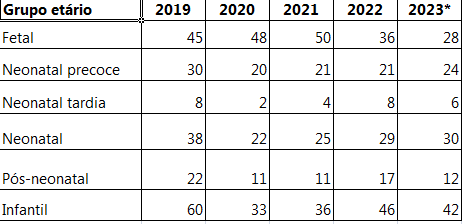 Grupo etário 2019 2020 2021 2022 2023*
Fetal 45 48 50 36 28
Neonatal precoce 30 20 21 21 24
Neonatal tardia 8 2 4 8 6
Neonatal 38 22 25 29 30
Pós-neonatal 22 11 11 17 12
Infantil 60 33 36 46 42